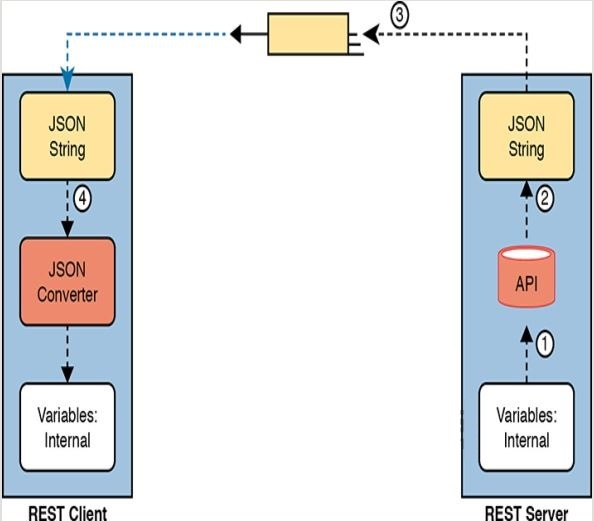 ③
JSON
String
④
JSON
Converter
Variables:
Internal
REST Client
JSON
String
②
API
①
Variables:
Internal
REST Server